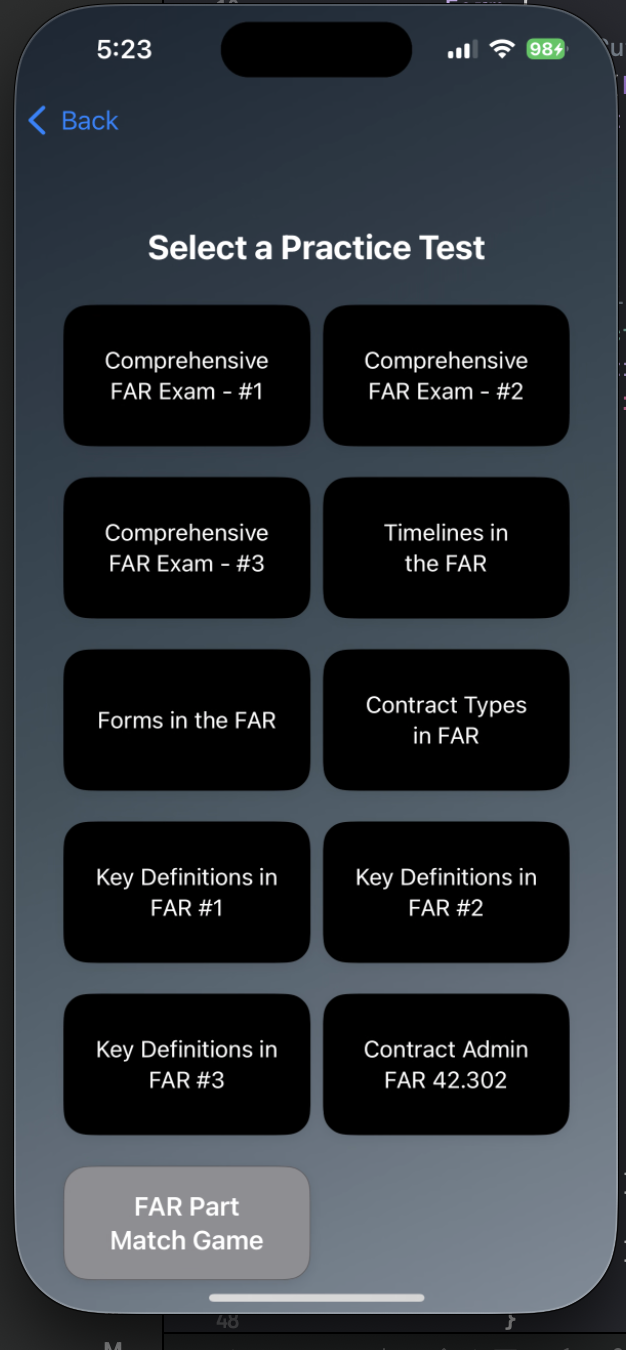 5:23
98
Back
Select a Practice Test
Comprehensive
FAR Exam - #1
Comprehensive
FAR Exam - #2
Comprehensive
FAR Exam - #3
Timelines in
the FAR
Forms in the FAR
Contract Types
in FAR
Key Definitions in
FAR #1
Key Definitions in
FAR #2
Key Definitions in
FAR #3
Contract Admin
FAR 42.302
FAR Part
Match Game
48 }
M